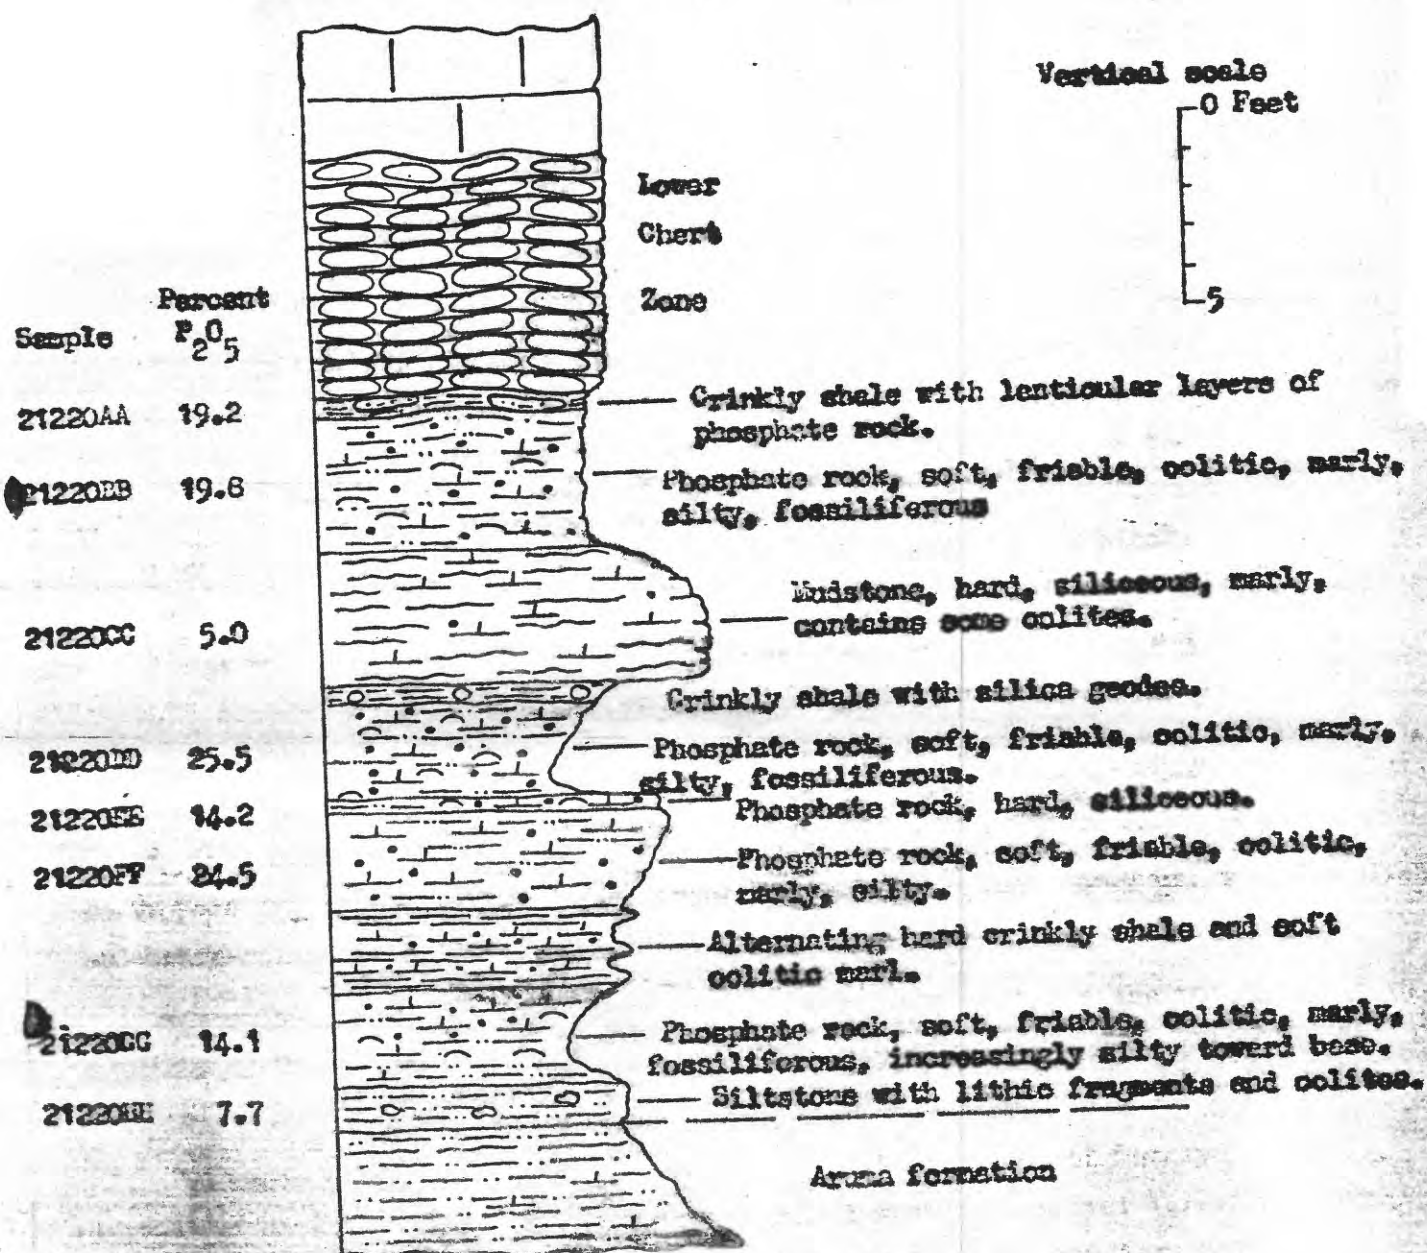 Vertical scale
0 Feet
5
Lower
Chert
Zone
Sample
Percent
P2O5
21220AA 19.2
Crinkly shale with lenticular layers of
phosphate rock.
19.8
Phosphate rock, soft, friable, oolitic, marly,
silty, fossiliferous
21220CC 5.0
Mudstone, hard, siliceous, marly,
contains some oolites.
Crinkly shale with silica geodes.
21220DD 25.5
Phosphate rock, soft, friable, oolitic, marly,
silty, fossiliferous.
21220EE 14.2
Phosphate rock, hard, siliceous.
21220FF 24.5
Phosphate rock, soft, friable, oolitic,
marly, silty.
Alternating hard crinkly shale and soft
oolitic marl.
21220GG 14.1
Phosphate rock, soft, friable, oolitic, marly,
fossiliferous, increasingly silty toward base.
21220HH 7.7
Siltstone with lithic fragments and oolites.
Aruma formation